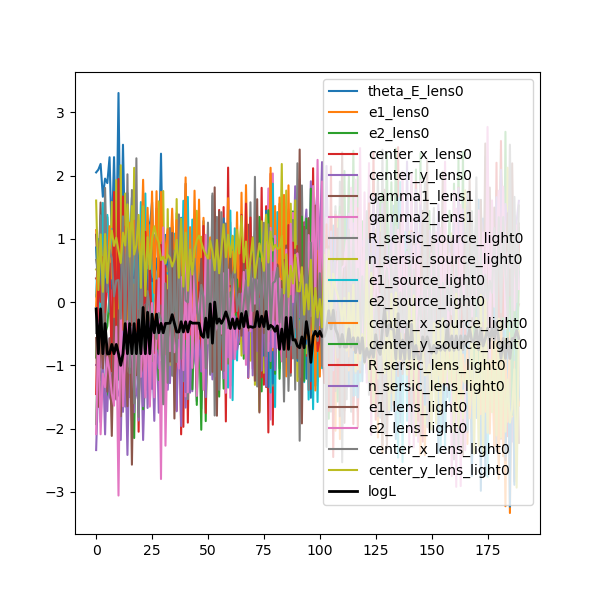 3
2
1
0
−1
−2
−3
0
25
50
75
100
125
150
175
theta_E_lens0
e1_lens0
e2_lens0
center_x_lens0
center_y_lens0
gamma1_lens1
gamma2_lens1
R_sersic_source_light0
n_sersic_source_light0
e1_source_light0
e2_source_light0
center_x_source_light0
center_y_source_light0
R_sersic_lens_light0
n_sersic_lens_light0
e1_lens_light0
e2_lens_light0
center_x_lens_light0
center_y_lens_light0
logL